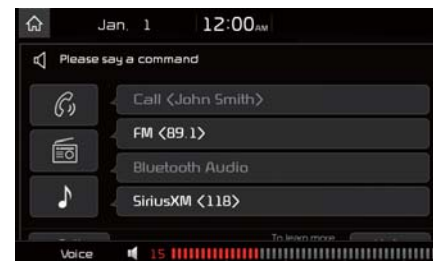 Jan. 1 12:00AM
Please say a command
Call <John Smith>
FM <89.1>
Bluetooth Audio
SiriusXM <118>
To learn more
Voice 15